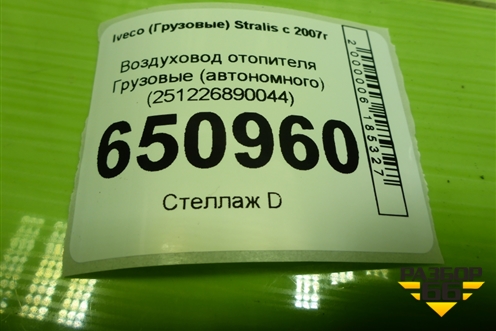 Iveco (Грузовые) Stralis с 2007г
Воздуховод отопителя
Грузовые (автономного)
(251226890044)
650960
Стеллаж D
2000006185327
РАЗБОР
66